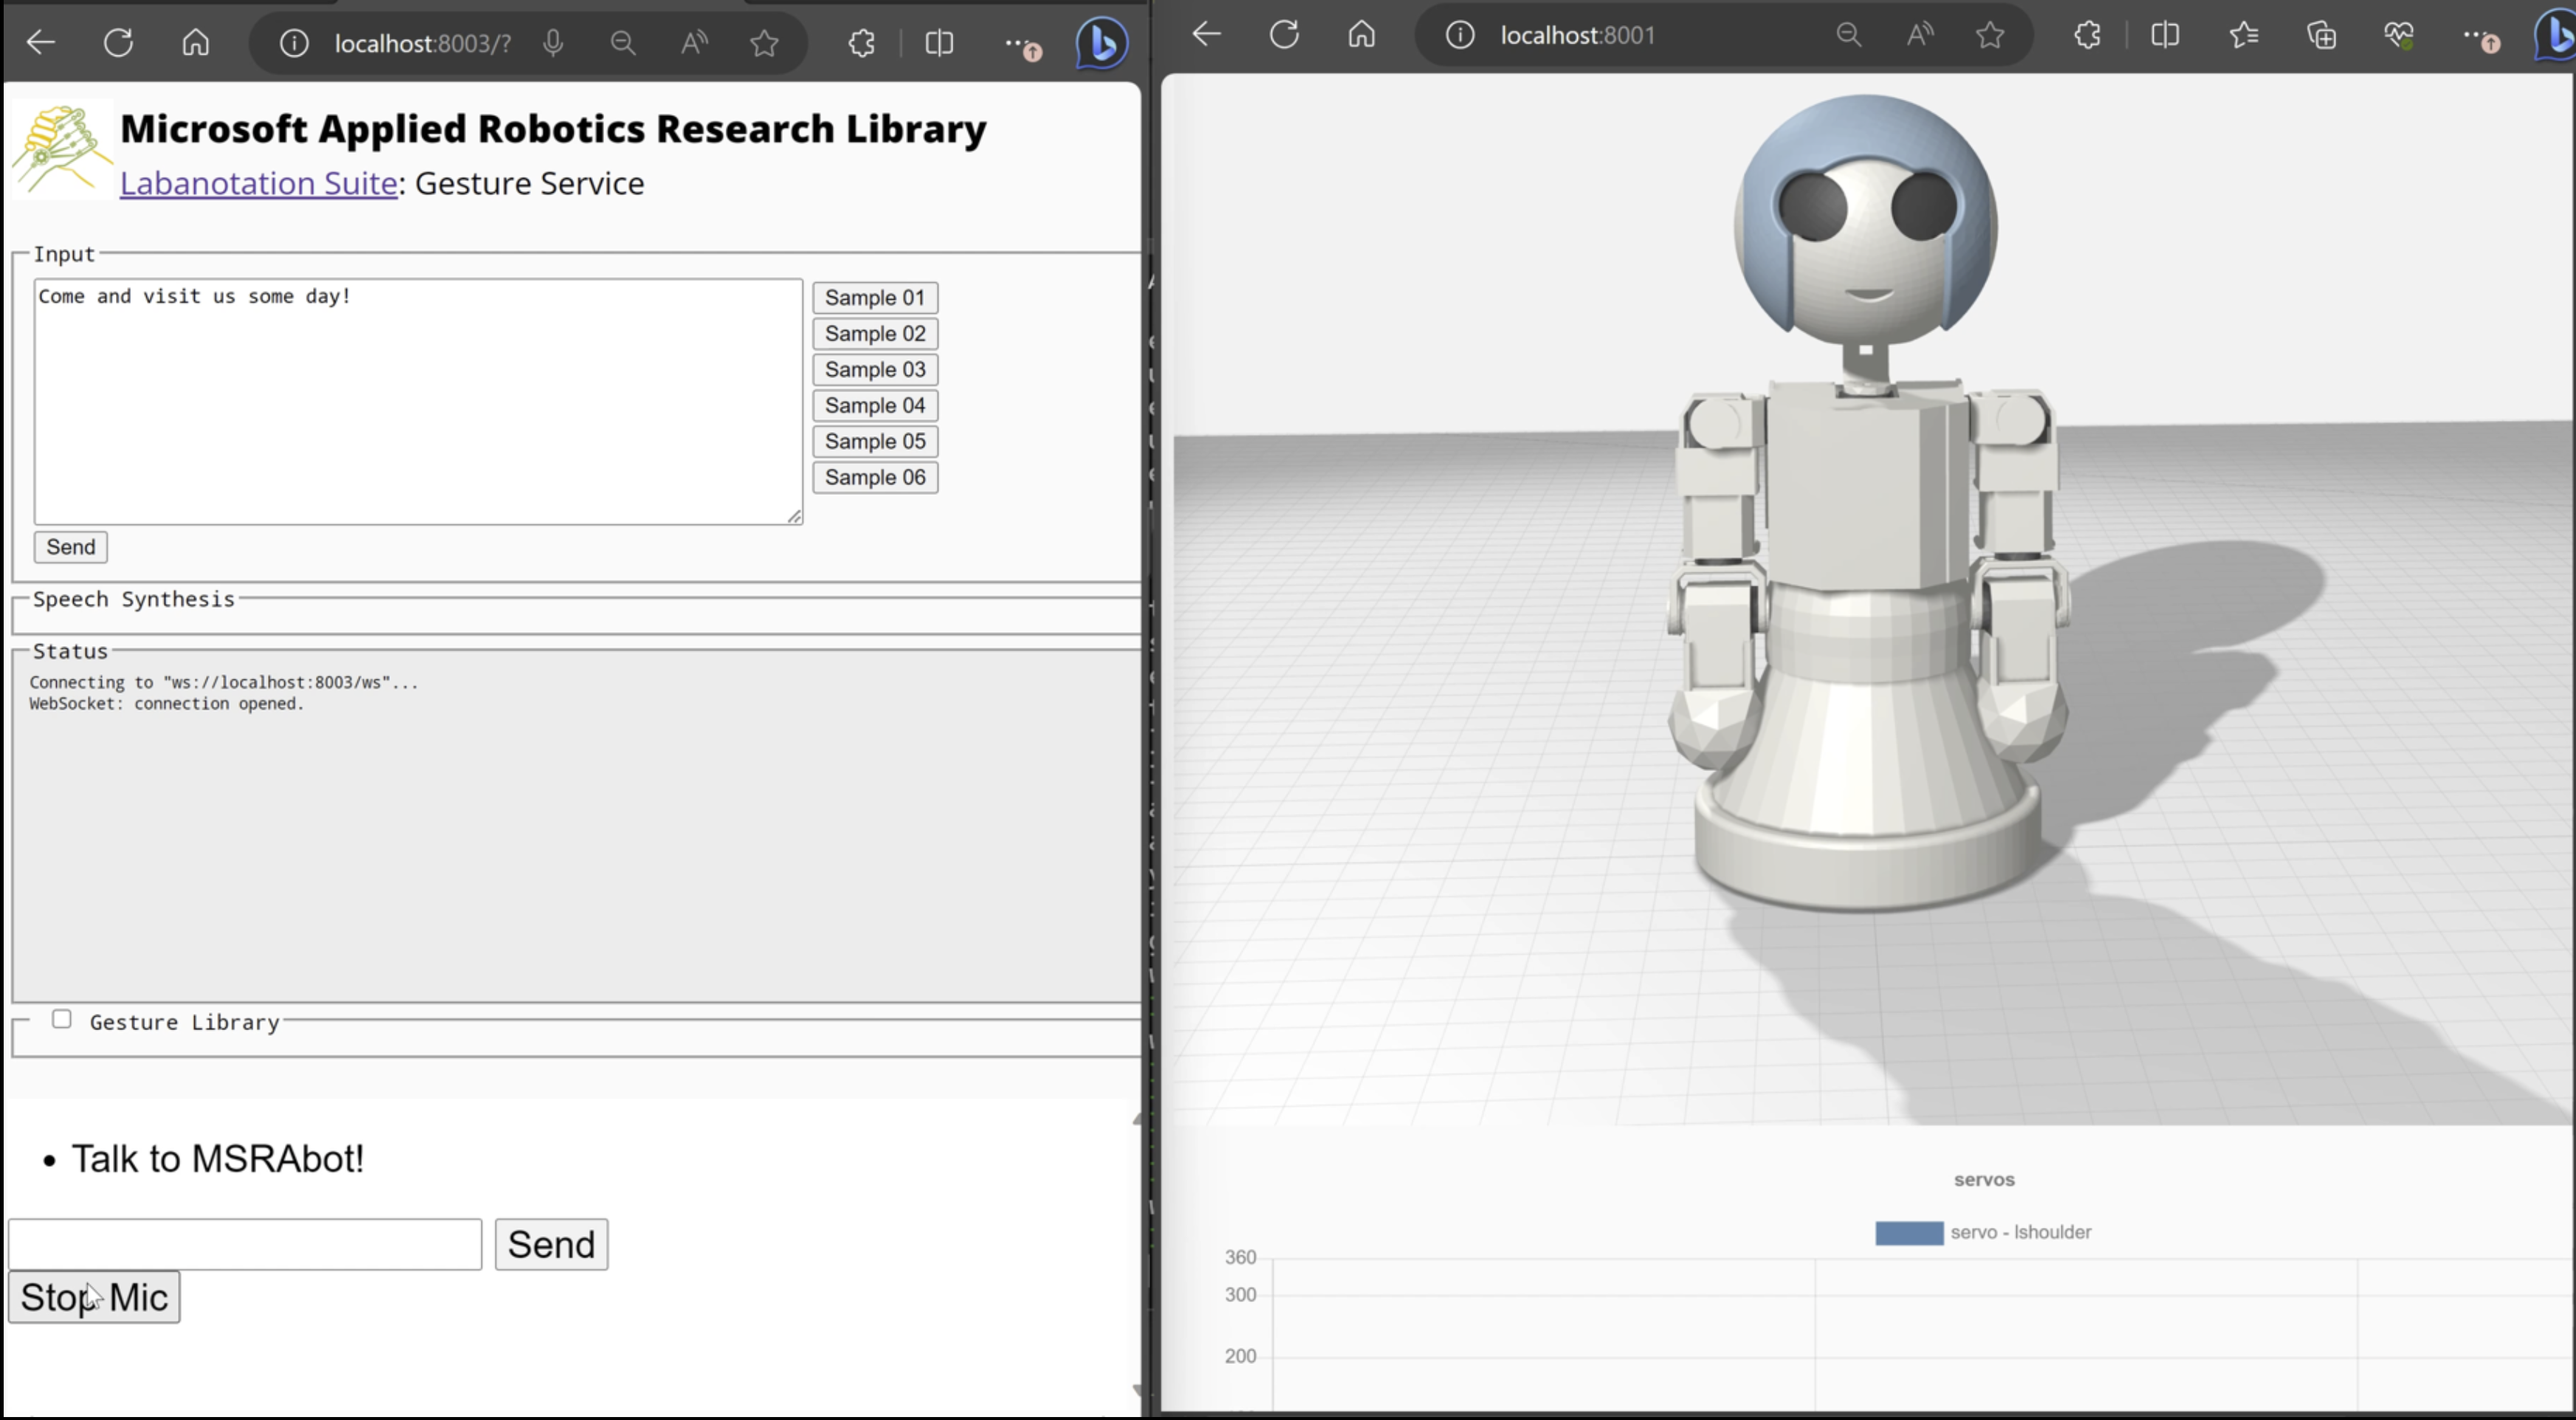 localhost:8003/?
Microsoft Applied Robotics Research Library
Labanotation Suite: Gesture Service
Input
Come and visit us some day!
Sample 01
Sample 02
Sample 03
Sample 04
Sample 05
Sample 06
Send
Speech Synthesis
Status
Connecting to "ws://localhost:8003/ws"...
WebSocket: connection opened.
Gesture Library
• Talk to MSRAbot!
Send
Stop Mic
localhost:8001
servos
servo - lshoulder
360
300
200